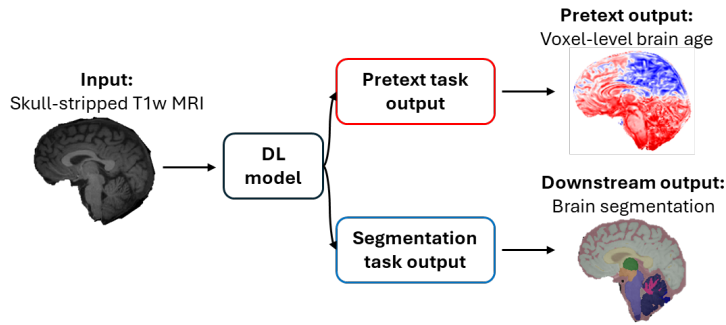 Input:
Skull-stripped T1w MRI
DL
model
Pretext task
output
Pretext output:
Voxel-level brain age
Segmentation
task output
Downstream output:
Brain segmentation